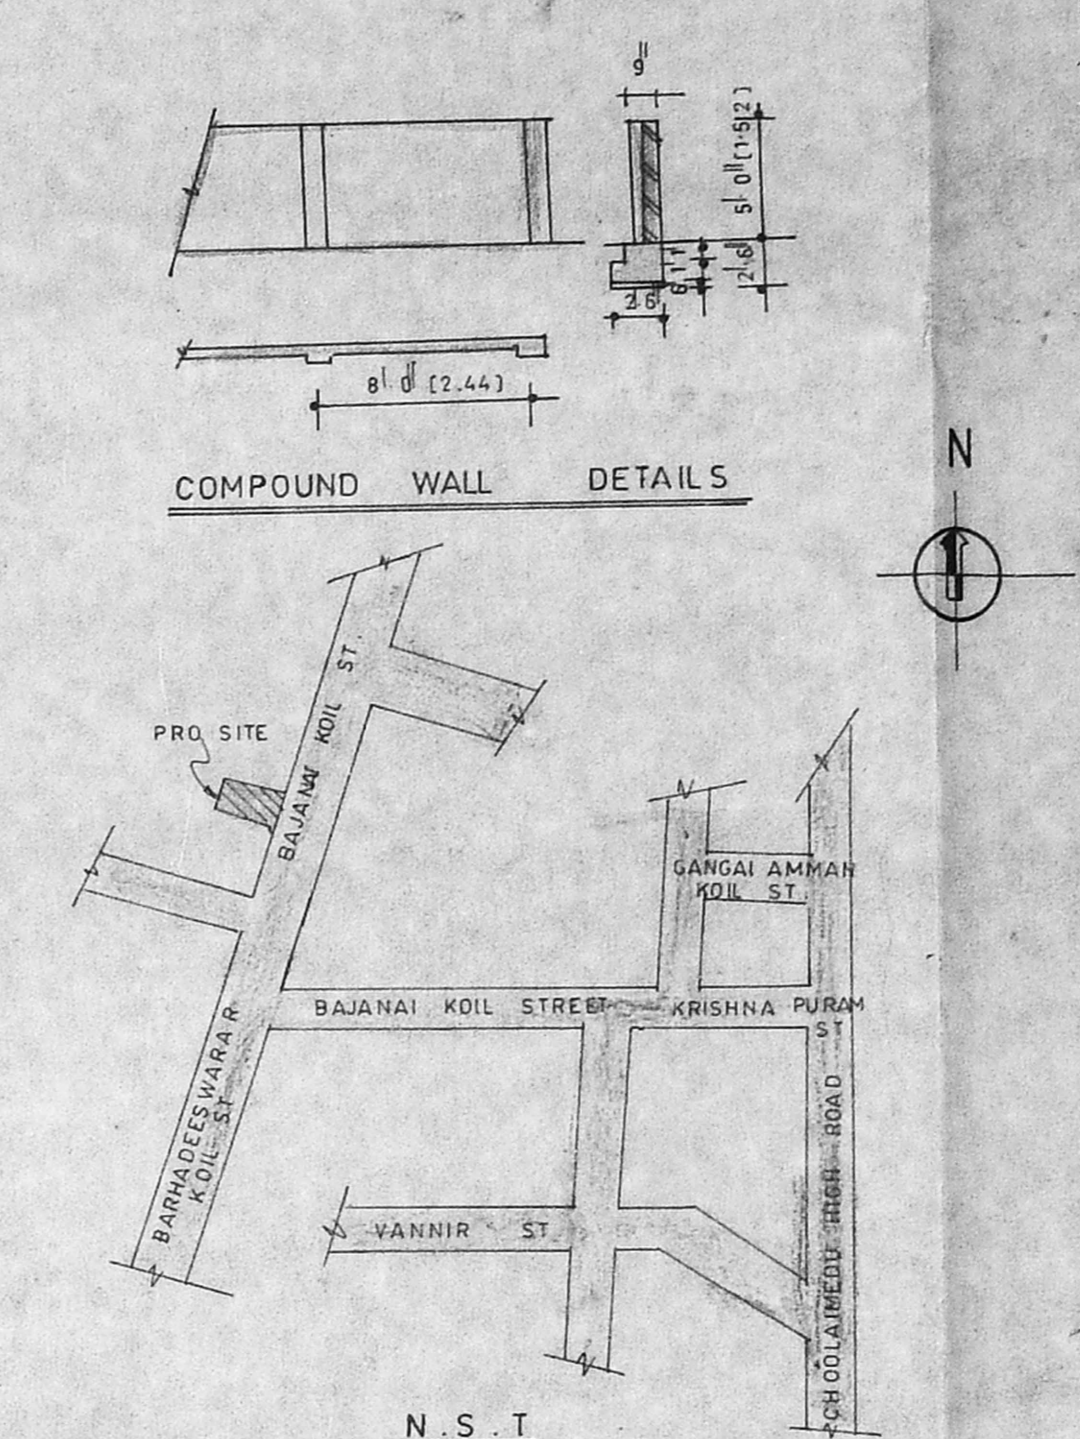 9"
5' 0" [1.512]
2' 6"
1' 1'
6"
2' 6"
8' 0" [2.44]
COMPOUND WALL DETAILS
N
BAJANAI KOIL ST
PRO SITE
GANGAI AMMAN
KOIL ST
BAJANAI KOIL STREET
KRISHNA PURAM
ST
BARHADEESWARAR
KOIL ST
VANNIR ST
CHOOLAIMEDU HIGH ROAD
N.S.T